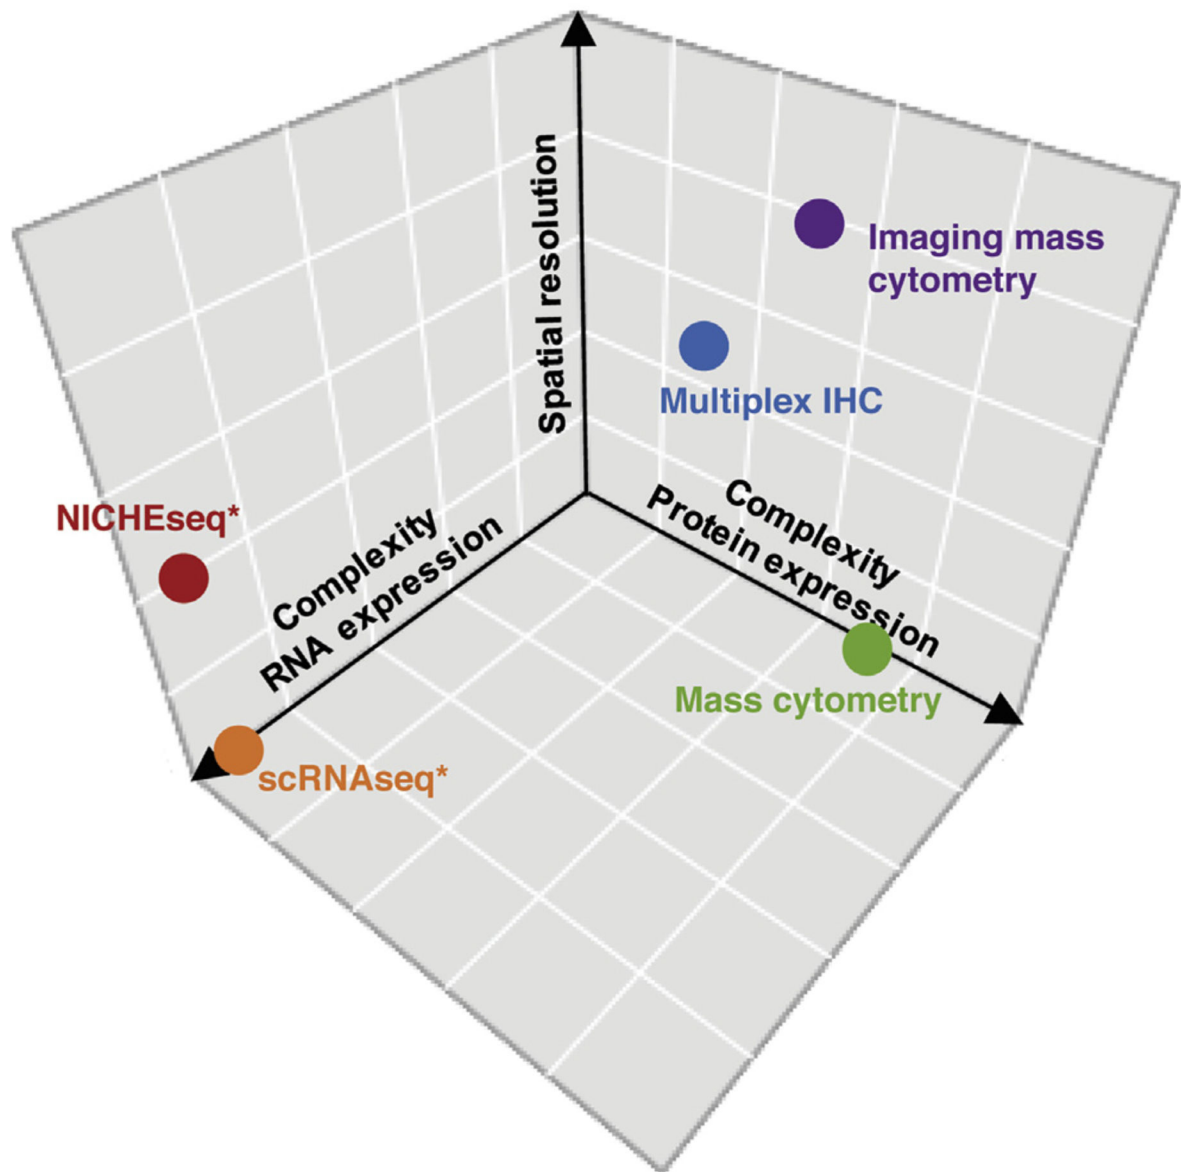 Spatial resolution
Imaging mass
cytometry
Multiplex IHC
NICHEseq*
Complexity
RNA expression
Complexity
Protein expression
Mass cytometry
scRNAseq*